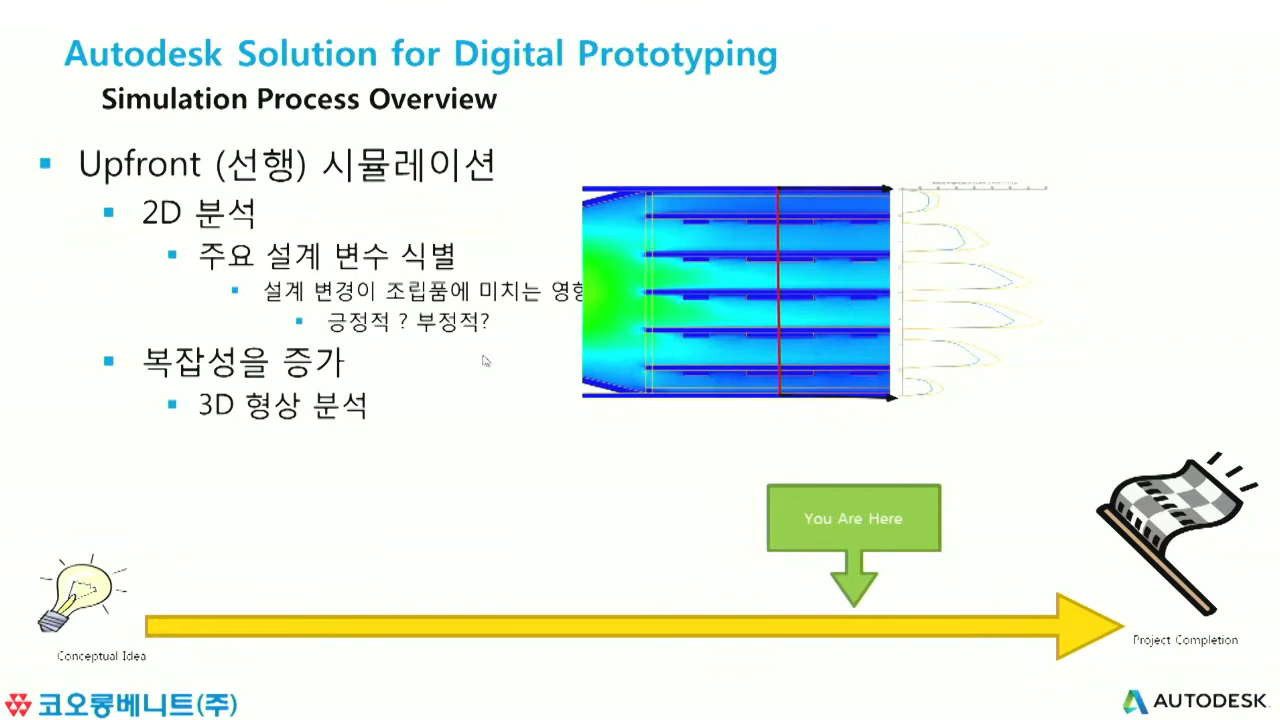 Autodesk Solution for Digital Prototyping
Simulation Process Overview
Upfront (선행) 시뮬레이션
2D 분석
주요 설계 변수 식별
설계 변경이 조립품에 미치는 영향
긍정적 ? 부정적?
복잡성을 증가
3D 형상 분석
You Are Here
Conceptual Idea
Project Completion
코오롱베니트(주)
AUTODESK